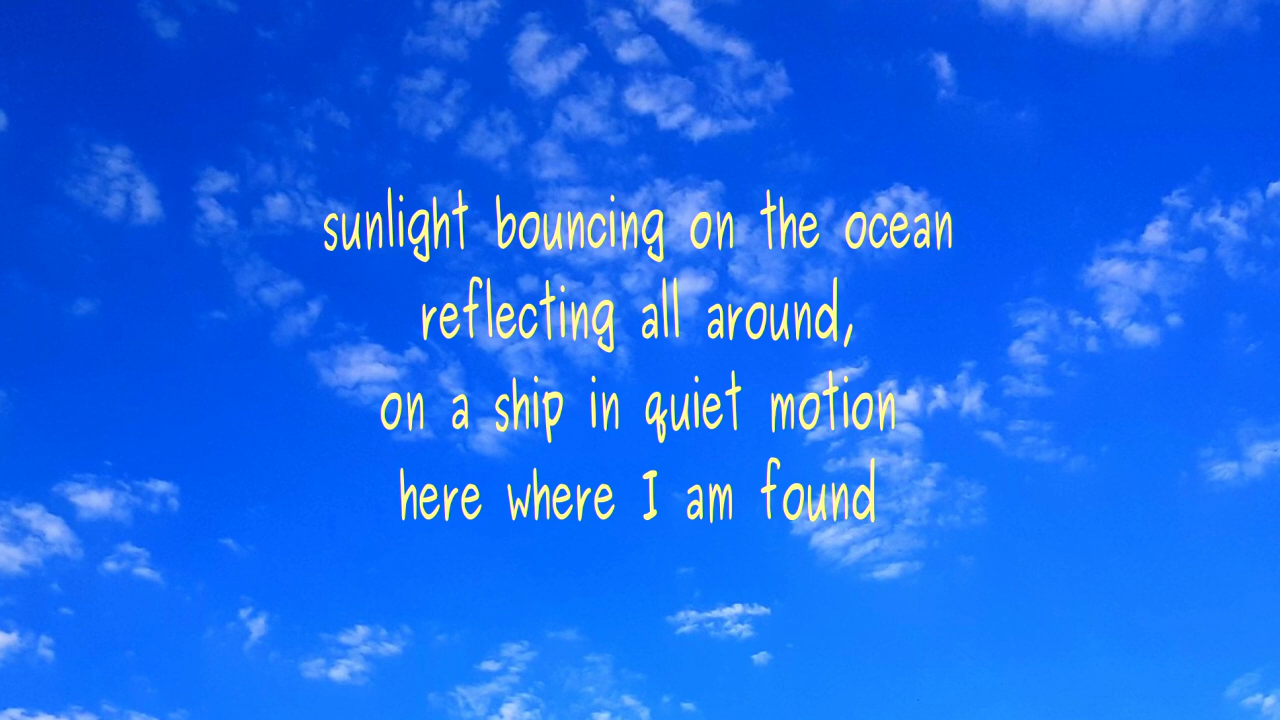 sunlight bouncing on the ocean
reflecting all around,
on a ship in quiet motion
here where I am found